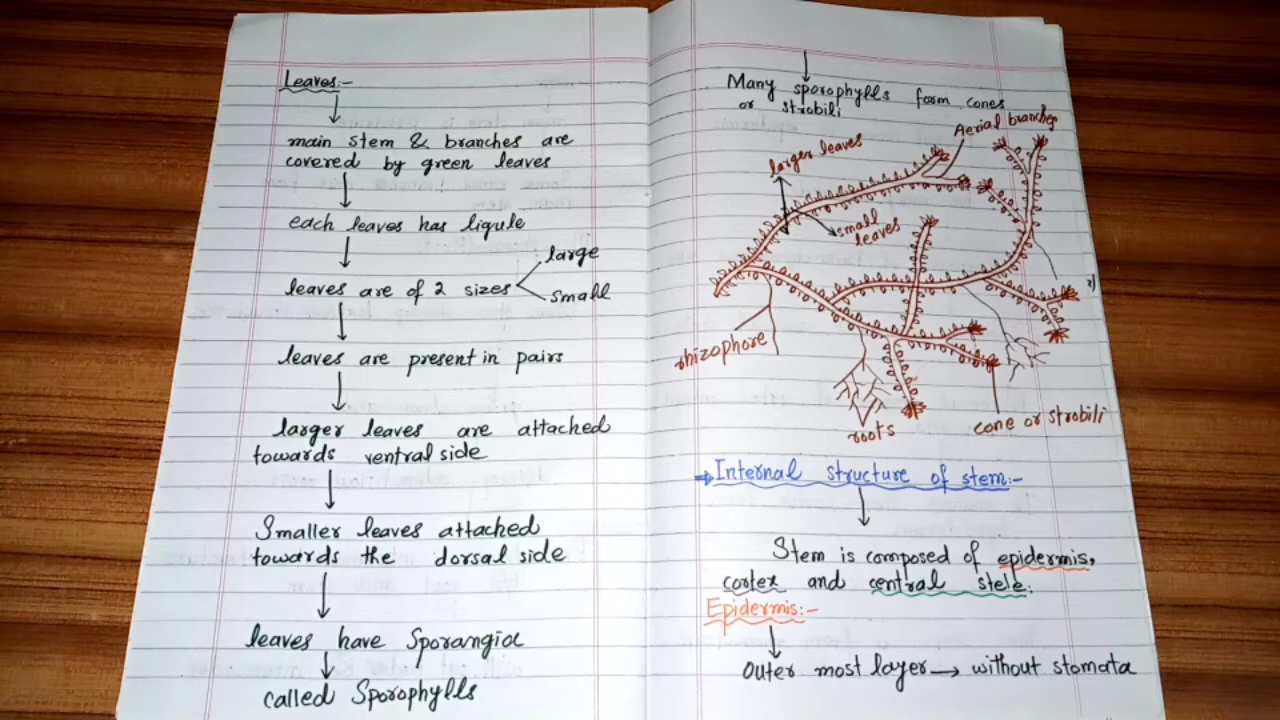 Leaves:-
main stem & branches are
covered by green leaves
each leaves has ligule
leaves are of 2 sizes
large
small
leaves are present in pairs
larger leaves are attached
towards ventral side
Smaller leaves attached
towards the dorsal side
leaves have Sporangia
called Sporophylls
Many sporophylls form cones
or strobili
Aerial branches
larger leaves
small
leaves
rhizophore
roots
cone or strobili
Internal structure of stem:-
Stem is composed of epidermis,
cortex and central stele.
Epidermis:-
Outer most layer → without stomata